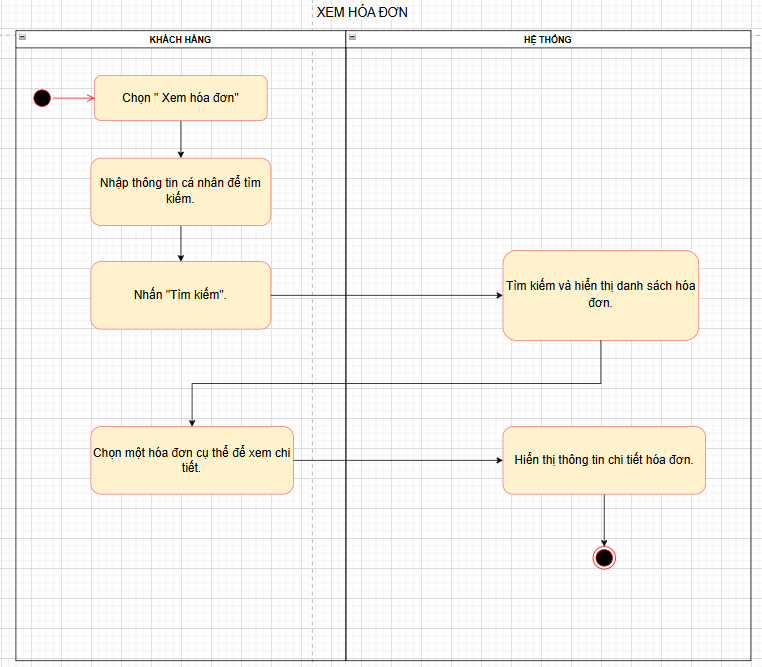 XEM HÓA ĐƠN
KHÁCH HÀNG
HỆ THỐNG
Chọn " Xem hóa đơn"
Nhập thông tin cá nhân để tìm
kiếm.
Nhấn "Tìm kiếm".
Tìm kiếm và hiển thị danh sách hóa
đơn.
Chọn một hóa đơn cụ thể để xem chi
tiết.
Hiển thị thông tin chi tiết hóa đơn.